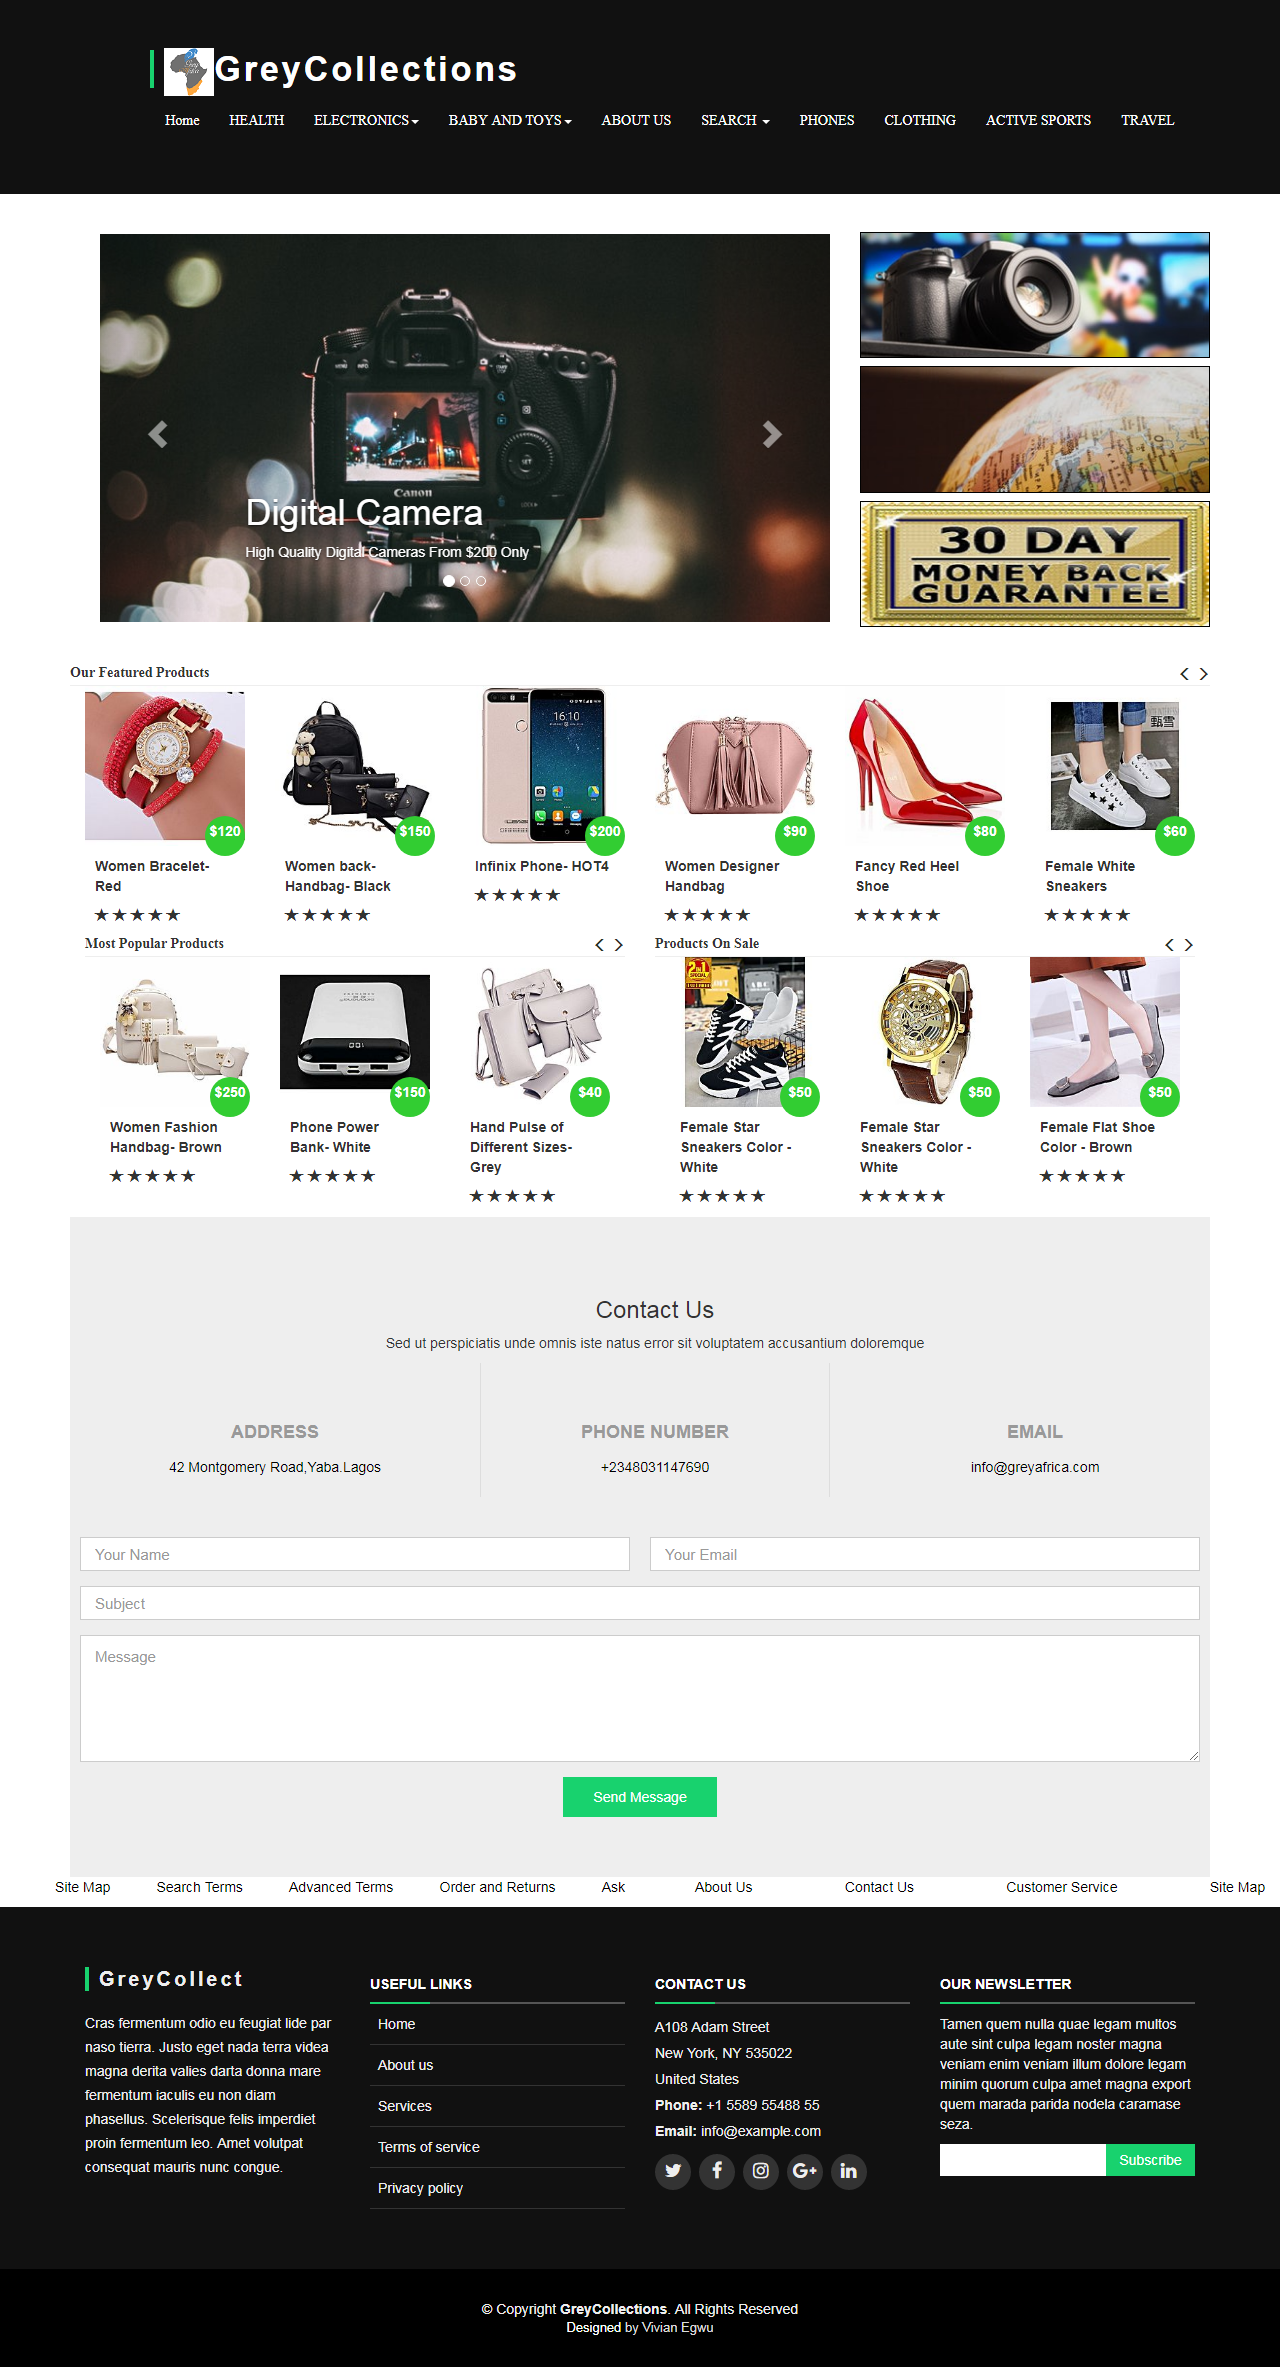 GreyCollections
Home HEALTH ELECTRONICS BABY AND TOYS ABOUT US SEARCH PHONES CLOTHING ACTIVE SPORTS TRAVEL
Canon
Digital Camera
High Quality Digital Cameras From $200 Only
30 DAY
MONEY BACK
GUARANTEE
Our Featured Products
16:10
甄雪
$120 $150 $200 $90 $80 $60
Women Bracelet- Red
Women back- Handbag- Black
Infinix Phone- HOT4
Women Designer Handbag
Fancy Red Heel Shoe
Female White Sneakers
★★★★★ ★★★★★ ★★★★★ ★★★★★ ★★★★★ ★★★★★
Most Popular Products
Products On Sale
2in1
SPECIAL
$250 $150 $40 $50 $50 $50
Women Fashion Handbag- Brown
Phone Power Bank- White
Hand Pulse of Different Sizes- Grey
Female Star Sneakers Color - White
Female Star Sneakers Color - White
Female Flat Shoe Color - Brown
★★★★★ ★★★★★ ★★★★★ ★★★★★ ★★★★★ ★★★★★
Contact Us
Sed ut perspiciatis unde omnis iste natus error sit voluptatem accusantium doloremque
ADDRESS
42 Montgomery Road,Yaba.Lagos
PHONE NUMBER
+2348031147690
EMAIL
info@greyafrica.com
Your Name
Your Email
Subject
Message
Send Message
Site Map Search Terms Advanced Terms Order and Returns Ask About Us Contact Us Customer Service Site Map
GreyCollect
Cras fermentum odio eu feugiat lide par
naso tierra. Justo eget nada terra videa
magna derita valies darta donna mare
fermentum iaculis eu non diam
phasellus. Scelerisque felis imperdiet
proin fermentum leo. Amet volutpat
consequat mauris nunc congue.
USEFUL LINKS
Home
About us
Services
Terms of service
Privacy policy
CONTACT US
A108 Adam Street
New York, NY 535022
United States
Phone: +1 5589 55488 55
Email: info@example.com
OUR NEWSLETTER
Tamen quem nulla quae legam multos
aute sint culpa legam noster magna
veniam enim veniam illum dolore legam
minim quorum culpa amet magna export
quem marada parida nodela caramase
seza.
Subscribe
© Copyright GreyCollections. All Rights Reserved
Designed by Vivian Egwu